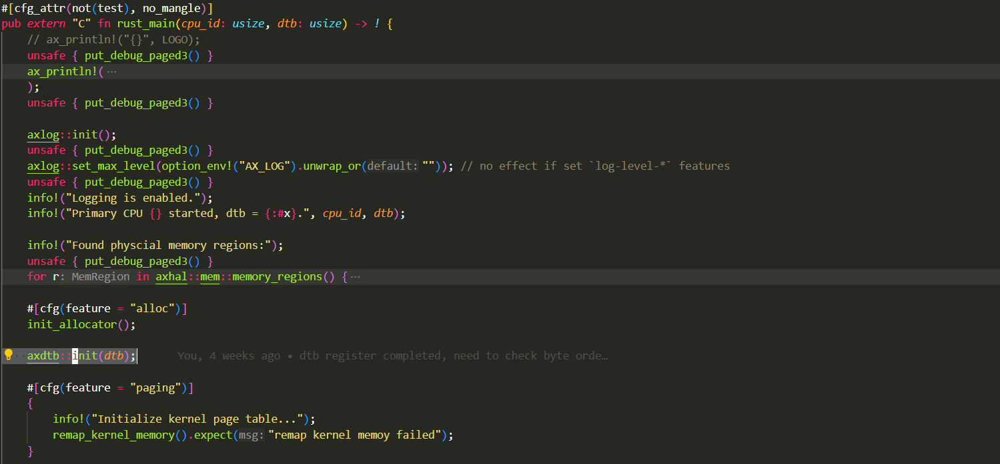 #[cfg_attr(not(test), no_mangle)]
pub extern "C" fn rust_main(cpu_id: usize, dtb: usize) -> ! {
// ax_println!("{}", LOGO);
unsafe { put_debug_paged3() }
ax_println!( ···
);
unsafe { put_debug_paged3() }
axlog::init();
unsafe { put_debug_paged3() }
axlog::set_max_level(option_env!("AX_LOG").unwrap_or(default: "")); // no effect if set `log-level-*` features
unsafe { put_debug_paged3() }
info!("Logging is enabled.");
info!("Primary CPU {} started, dtb = {:#x}.", cpu_id, dtb);
info!("Found physcial memory regions:");
unsafe { put_debug_paged3() }
for r: MemRegion in axhal::mem::memory_regions() { ···
#[cfg(feature = "alloc")]
init_allocator();
axdtb::init(dtb); You, 4 weeks ago • dtb register completed, need to check byte orde…
#[cfg(feature = "paging")]
{
info!("Initialize kernel page table...");
remap_kernel_memory().expect(msg: "remap kernel memoy failed");
}